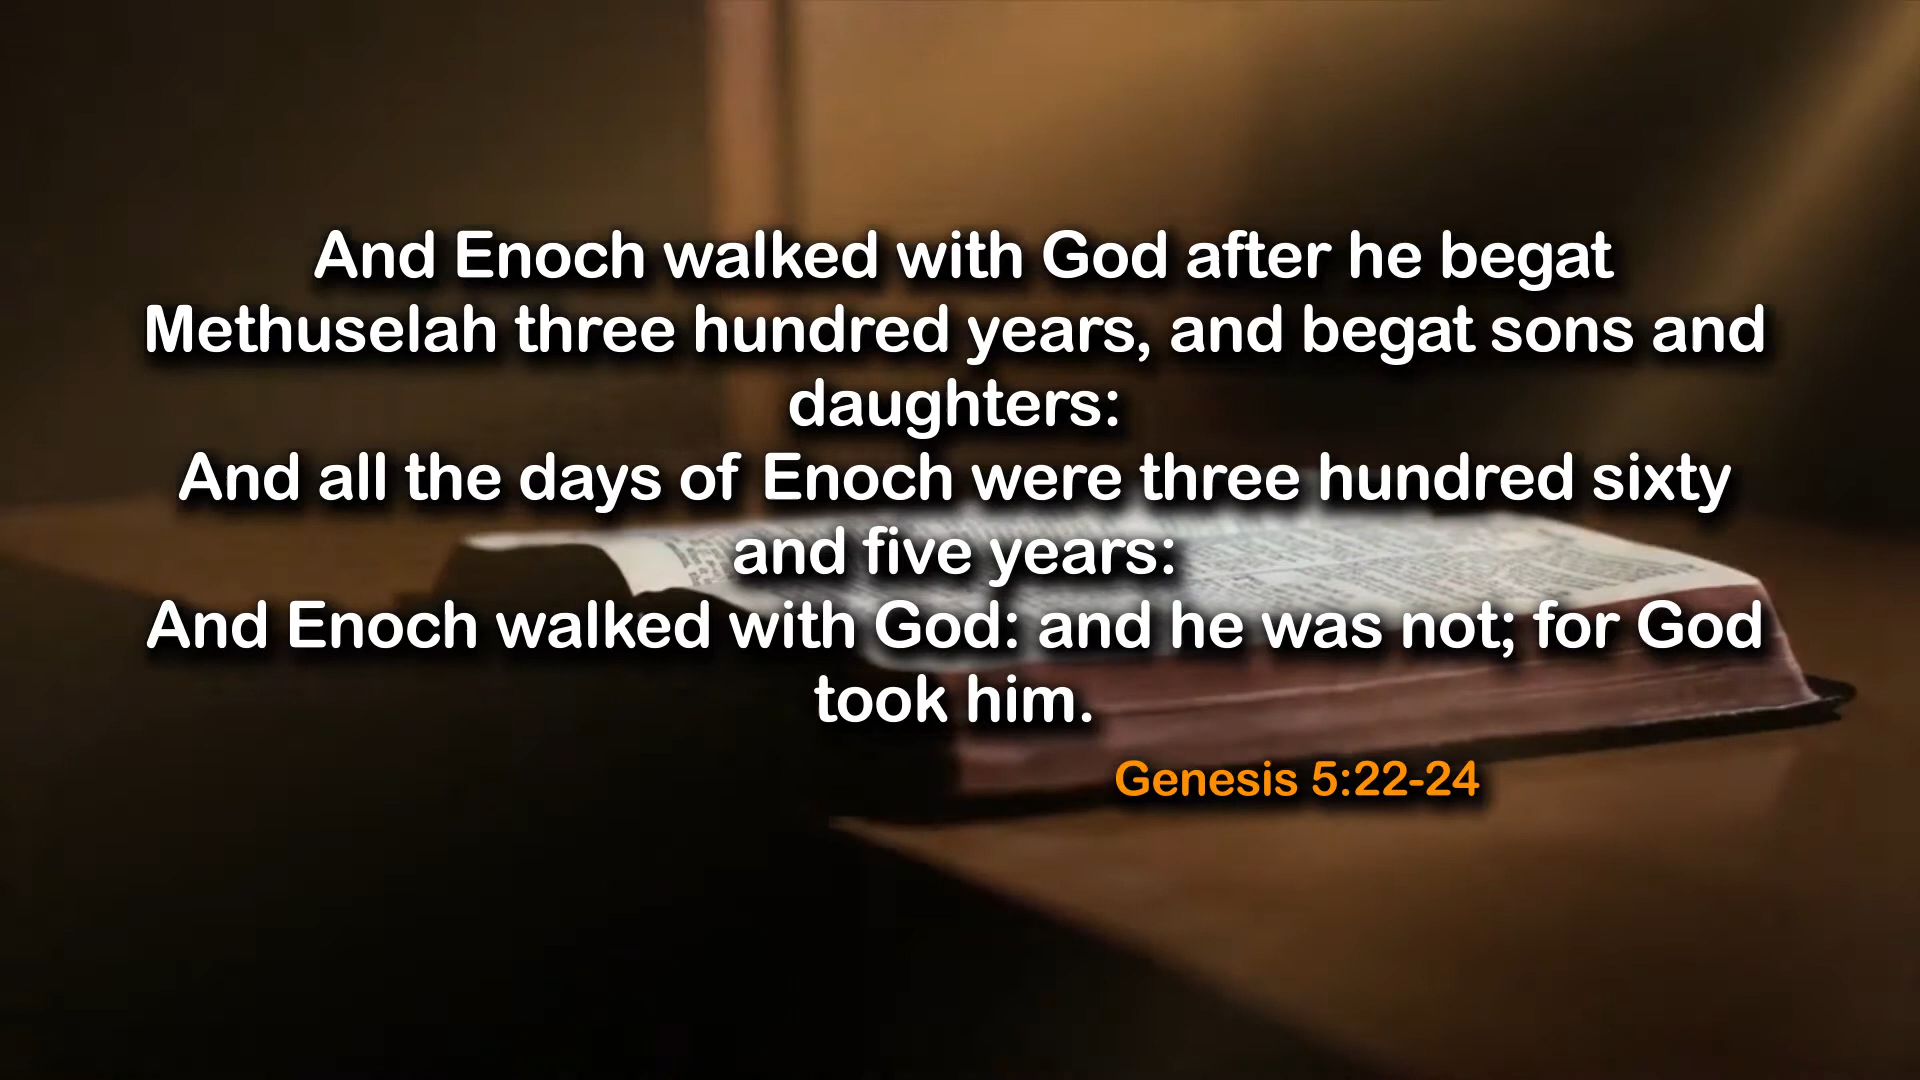 And Enoch walked with God after he begat
Methuselah three hundred years, and begat sons and
daughters:
And all the days of Enoch were three hundred sixty
and five years:
And Enoch walked with God: and he was not; for God
took him.
Genesis 5:22-24